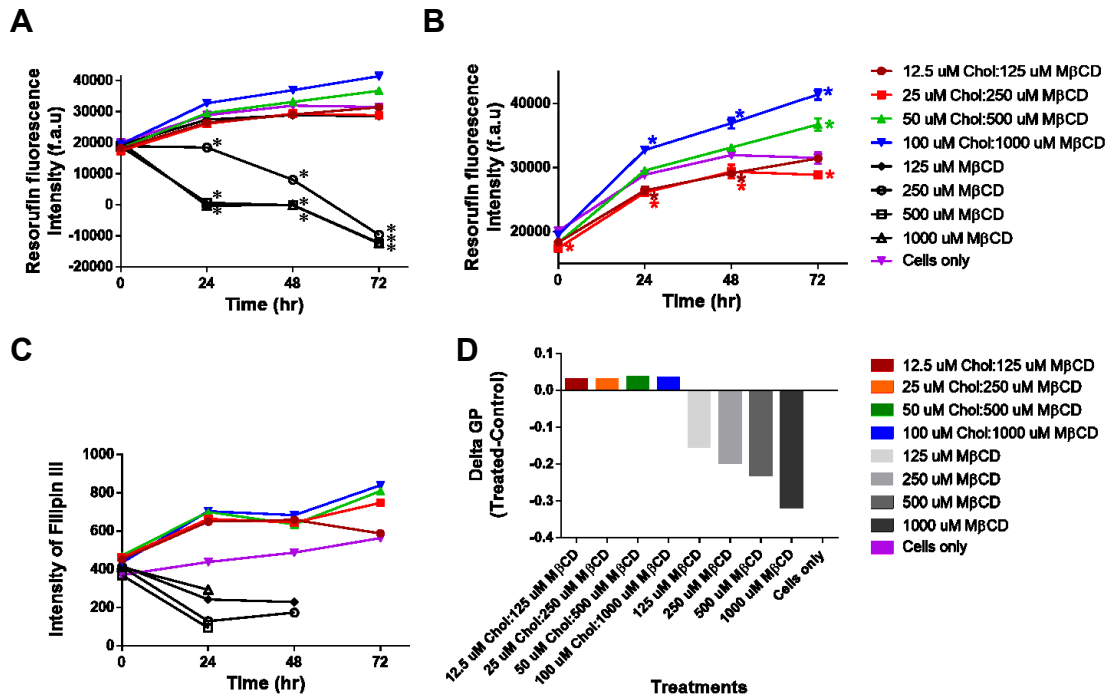 A
Resorufin fluorescence
Intensity (f.a.u)
40000
30000
20000
10000
0
-10000
-20000
0
24
48
72
Time (hr)
*
*
*
*
*
*
***
B
Resorufin fluorescence
Intensity (f.a.u)
40000
30000
20000
0
24
48
72
Time (hr)
*
*
*
*
*
*
*
*
*
*
12.5 uM Chol:125 uM MβCD
25 uM Chol:250 uM MβCD
50 uM Chol:500 uM MβCD
100 uM Chol:1000 uM MβCD
125 uM MβCD
250 uM MβCD
500 uM MβCD
1000 uM MβCD
Cells only
C
Intensity of Filipin III
1000
800
600
400
200
0
0
24
48
72
Time (hr)
D
Delta GP
(Treated-Control)
0.1
0.0
-0.1
-0.2
-0.3
-0.4
12.5 uM Chol:125 uM MβCD
25 uM Chol:250 uM MβCD
50 uM Chol:500 uM MβCD
100 uM Chol:1000 uM MβCD
125 uM MβCD
250 uM MβCD
500 uM MβCD
1000 uM MβCD
Cells only
Treatments
12.5 uM Chol:125 uM MβCD
25 uM Chol:250 uM MβCD
50 uM Chol:500 uM MβCD
100 uM Chol:1000 uM MβCD
125 uM MβCD
250 uM MβCD
500 uM MβCD
1000 uM MβCD
Cells only